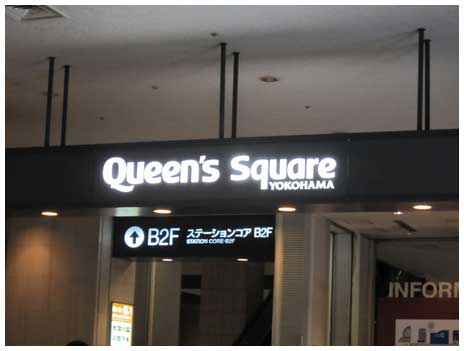 Queen's Square
YOKOHAMA
B2F ステーションコア B2F
STATION CORE·B2F
INFORM